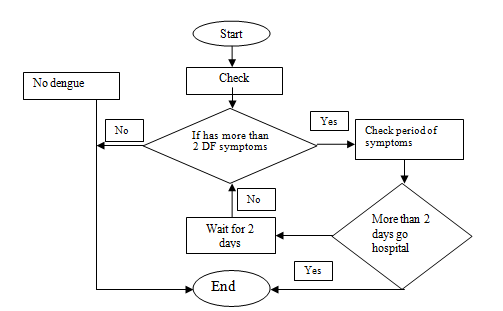 Start
Check
No dengue
No
If has more than
2 DF symptoms
Yes
Check period of
symptoms
No
Wait for 2
days
More than 2
days go
hospital
Yes
End